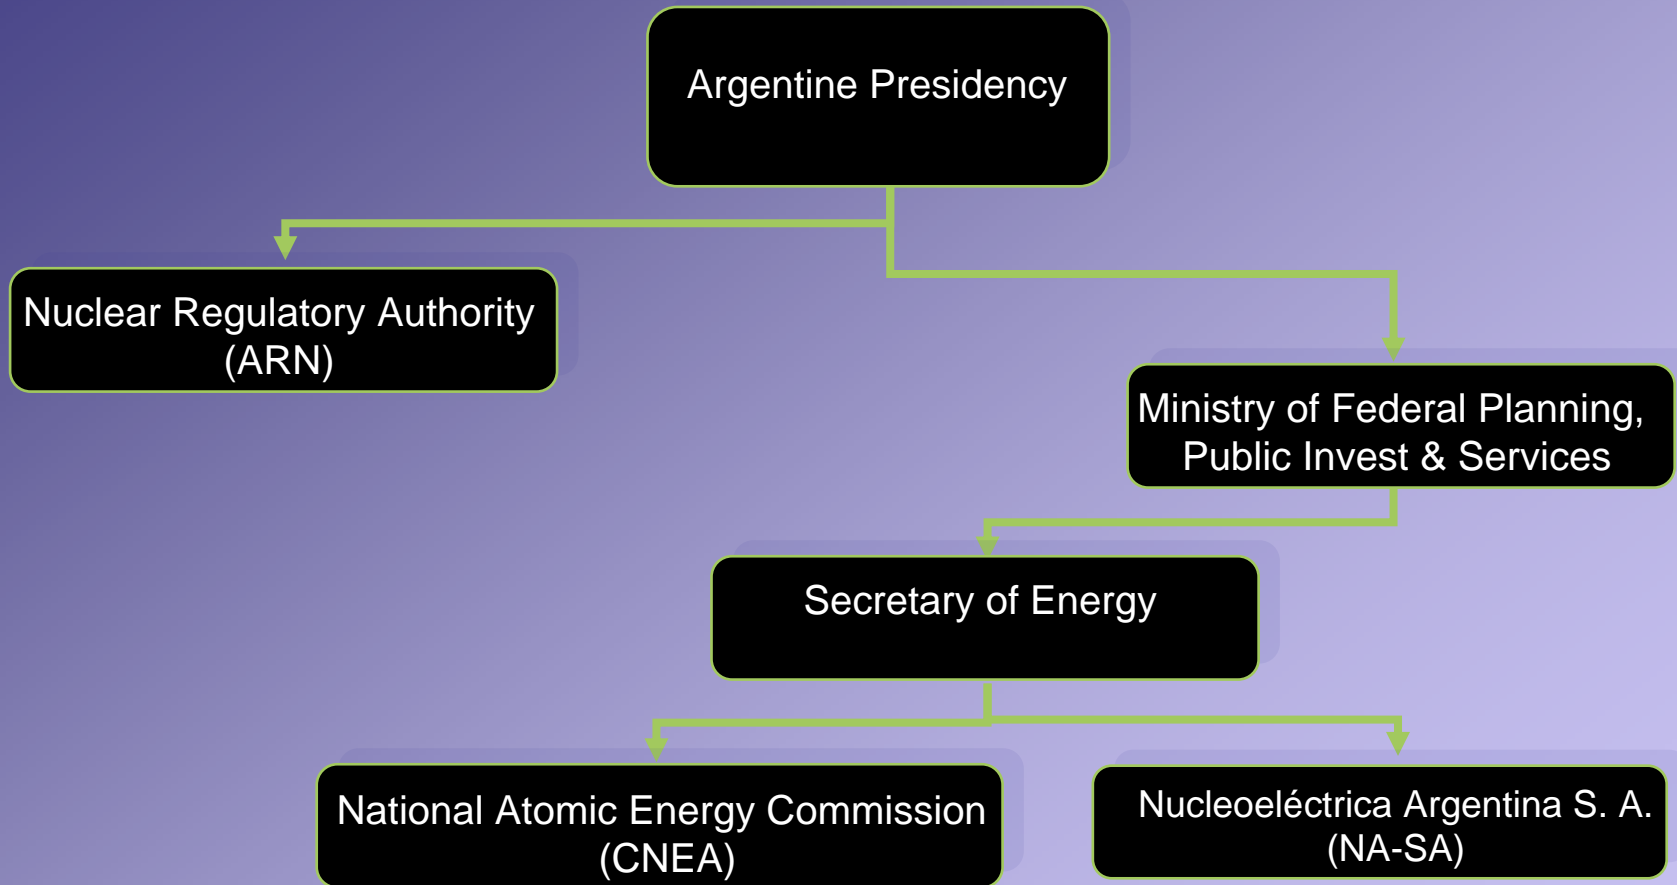 Argentine Presidency
Nuclear Regulatory Authority
(ARN)
Ministry of Federal Planning,
Public Invest & Services
Secretary of Energy
National Atomic Energy Commission
(CNEA)
Nucleoeléctrica Argentina S. A.
(NA-SA)